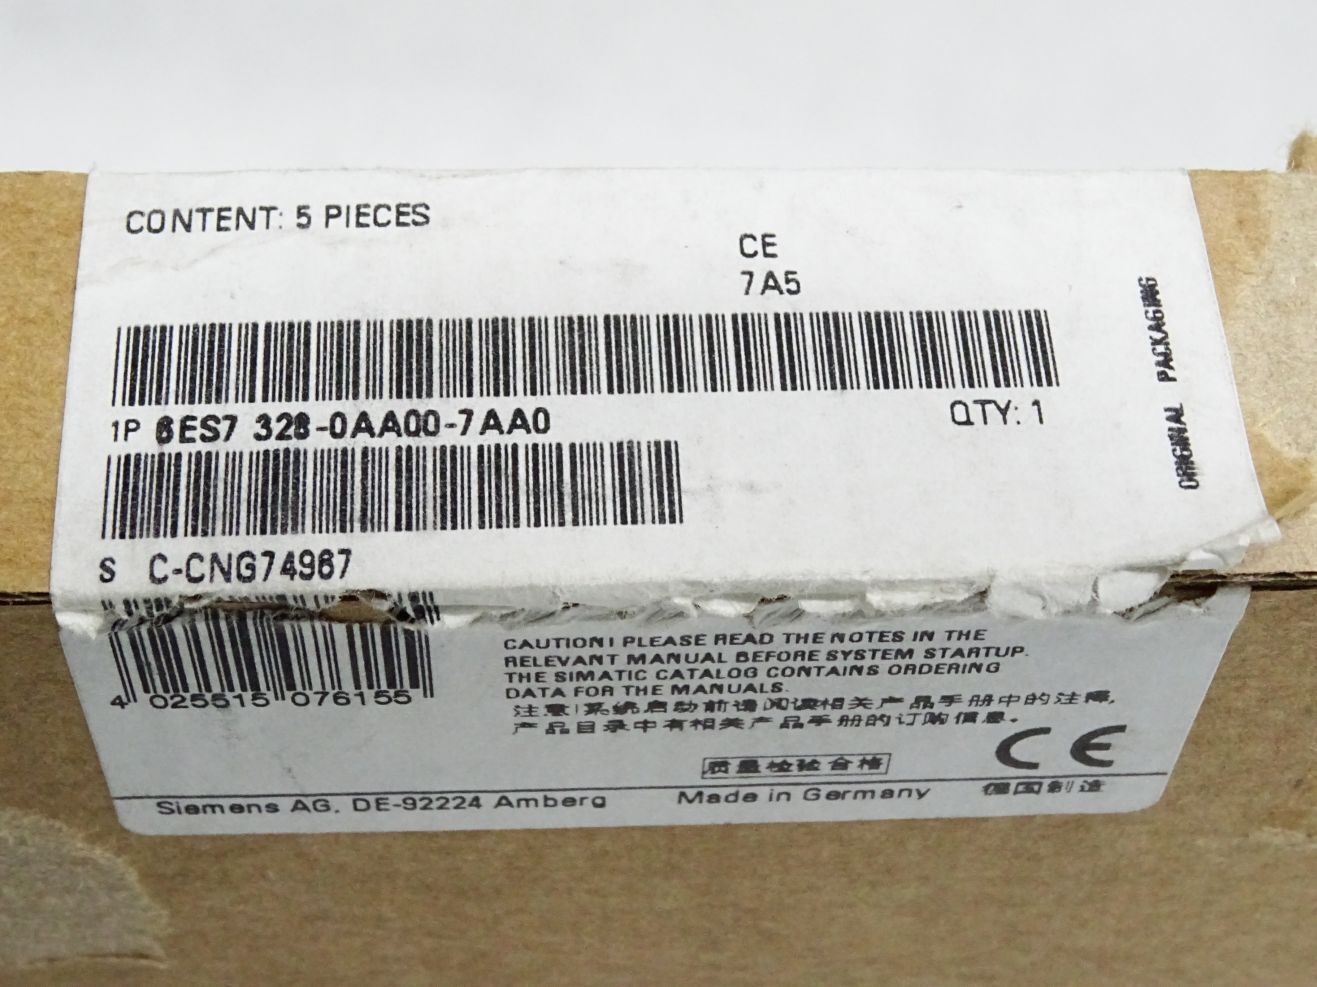 CONTENT: 5 PIECES
CE
7A5
1P 6ES7 328-0AA00-7AA0
QTY: 1
ORIGINAL PACKAGING
S C-CNG74967
4 025515 076155
CAUTION! PLEASE READ THE NOTES IN THE
RELEVANT MANUAL BEFORE SYSTEM STARTUP.
THE SIMATIC CATALOG CONTAINS ORDERING
DATA FOR THE MANUALS.
注意!系统启动前请阅读相关产品手册中的注释,
产品目录中有相关产品手册的订购信息。
CE
质量检验合格
Siemens AG, DE-92224 Amberg
Made in Germany
德国制造